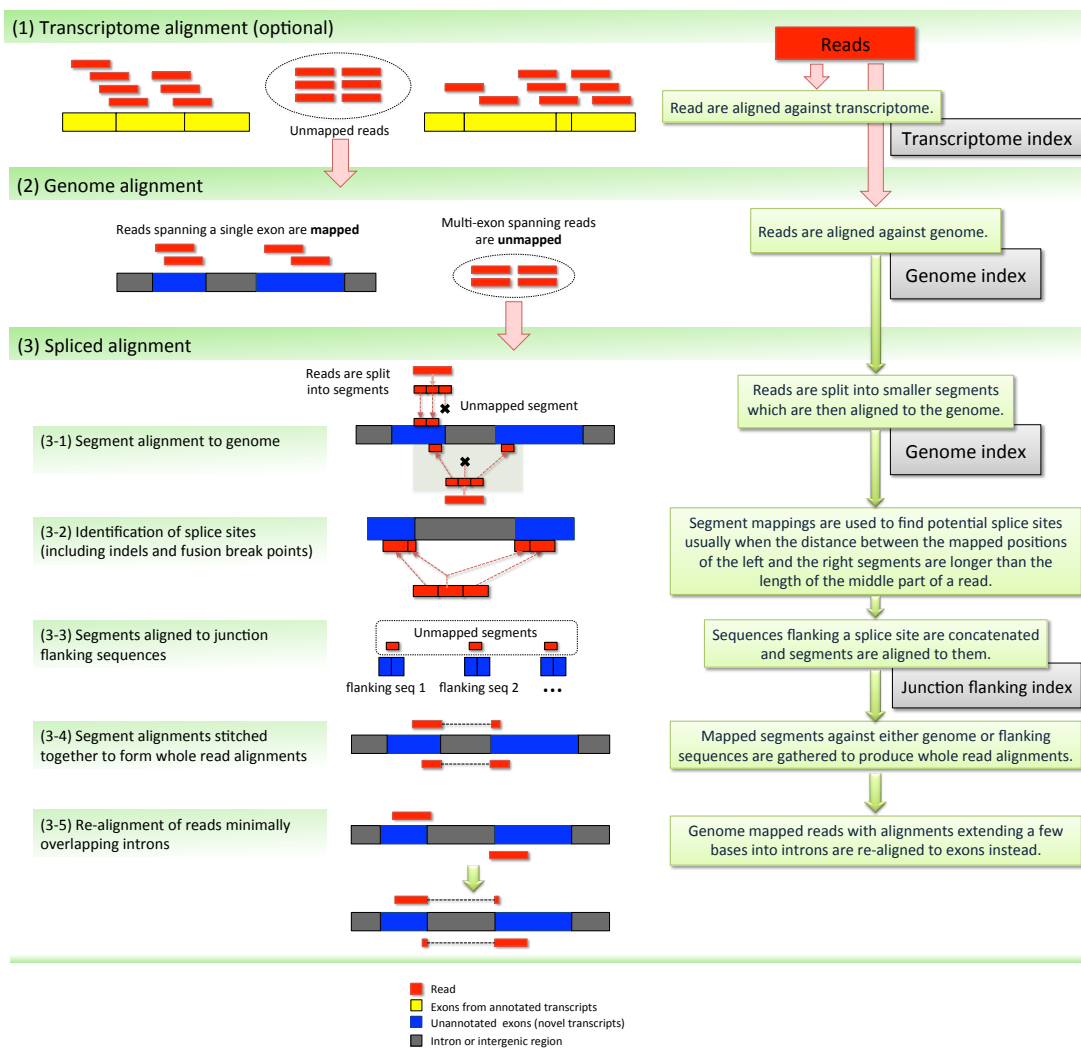 (1) Transcriptome alignment (optional)
Reads
Read are aligned against transcriptome.
Unmapped reads
Transcriptome index
(2) Genome alignment
Reads spanning a single exon are mapped
Multi-exon spanning reads
are unmapped
Reads are aligned against genome.
Genome index
(3) Spliced alignment
Reads are split
into segments
Unmapped segment
Reads are split into smaller segments
which are then aligned to the genome.
(3-1) Segment alignment to genome
Genome index
(3-2) Identification of splice sites
(including indels and fusion break points)
Segment mappings are used to find potential splice sites
usually when the distance between the mapped positions
of the left and the right segments are longer than the
length of the middle part of a read.
(3-3) Segments aligned to junction
flanking sequences
Unmapped segments
flanking seq 1
flanking seq 2
...
Sequences flanking a splice site are concatenated
and segments are aligned to them.
Junction flanking index
(3-4) Segment alignments stitched
together to form whole read alignments
Mapped segments against either genome or flanking
sequences are gathered to produce whole read alignments.
(3-5) Re-alignment of reads minimally
overlapping introns
Genome mapped reads with alignments extending a few
bases into introns are re-aligned to exons instead.
Read
Exons from annotated transcripts
Unannotated exons (novel transcripts)
Intron or intergenic region